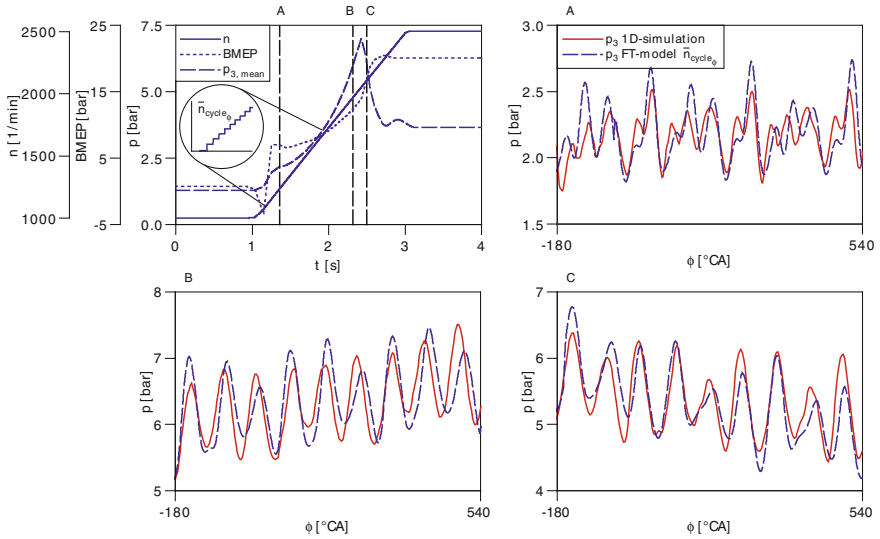 A
B
C
A
2500
2000
1500
1000
n [1/min]
25
15
5
-5
BMEP [bar]
7.5
5.0
2.5
0.0
p [bar]
n
BMEP
p3, mean
n̄cycleϕ
0
1
2
3
4
t [s]
3.0
2.5
2.0
1.5
p [bar]
p3 1D-simulation
p3 FT-model n̄cycleϕ
-180
540
ϕ [°CA]
B
8
7
6
5
p [bar]
-180
540
ϕ [°CA]
C
7
6
5
4
p [bar]
-180
540
ϕ [°CA]